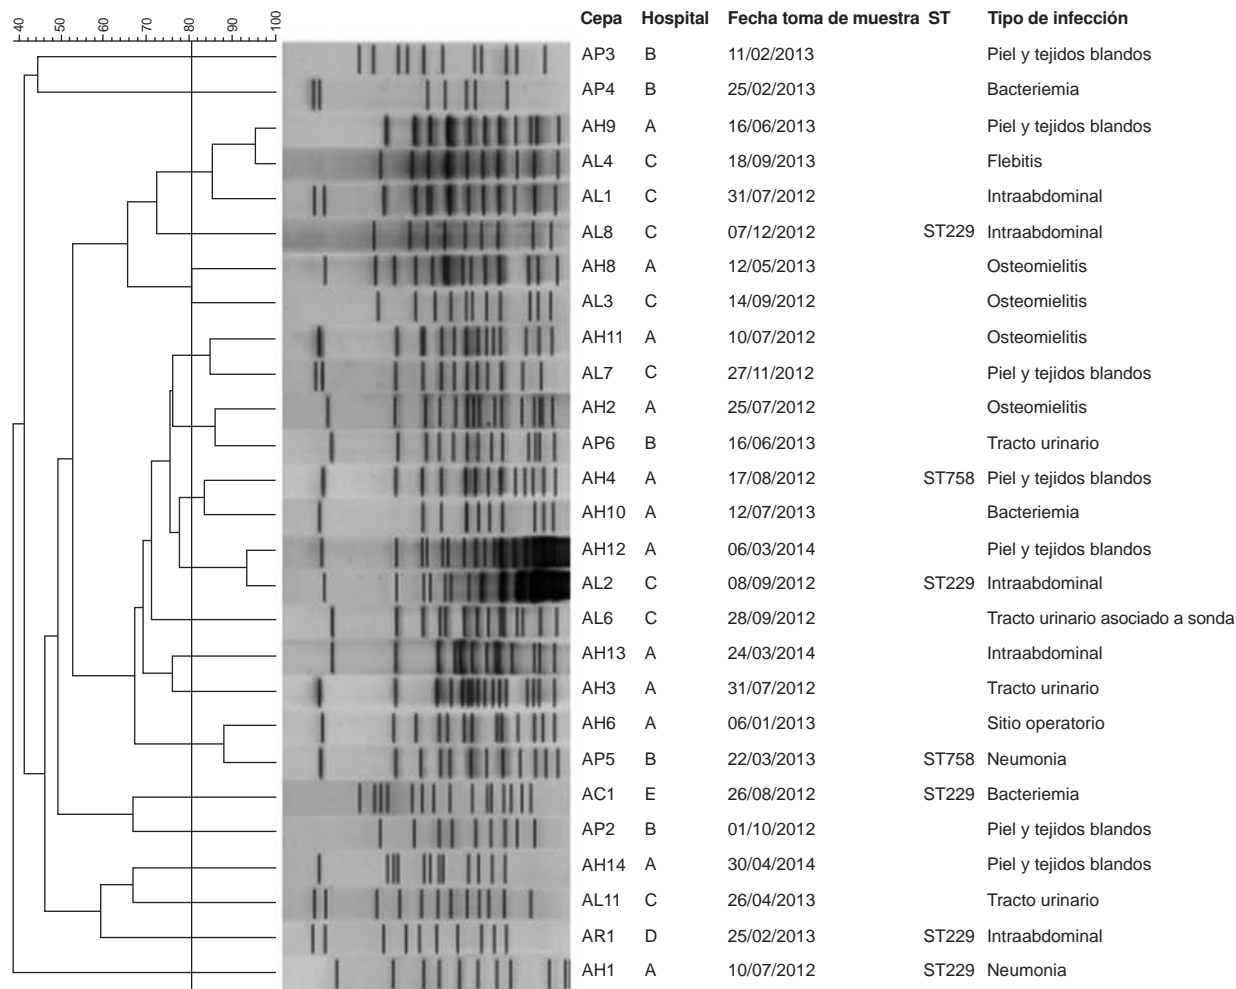 40 50 60 70 80 90 100
Cepa Hospital Fecha toma de muestra ST Tipo de infección
AP3 B 11/02/2013 Piel y tejidos blandos
AP4 B 25/02/2013 Bacteriemia
AH9 A 16/06/2013 Piel y tejidos blandos
AL4 C 18/09/2013 Flebitis
AL1 C 31/07/2012 Intraabdominal
AL8 C 07/12/2012 ST229 Intraabdominal
AH8 A 12/05/2013 Osteomielitis
AL3 C 14/09/2012 Osteomielitis
AH11 A 10/07/2012 Osteomielitis
AL7 C 27/11/2012 Piel y tejidos blandos
AH2 A 25/07/2012 Osteomielitis
AP6 B 16/06/2013 Tracto urinario
AH4 A 17/08/2012 ST758 Piel y tejidos blandos
AH10 A 12/07/2013 Bacteriemia
AH12 A 06/03/2014 Piel y tejidos blandos
AL2 C 08/09/2012 ST229 Intraabdominal
AL6 C 28/09/2012 Tracto urinario asociado a sonda
AH13 A 24/03/2014 Intraabdominal
AH3 A 31/07/2012 Tracto urinario
AH6 A 06/01/2013 Sitio operatorio
AP5 B 22/03/2013 ST758 Neumonia
AC1 E 26/08/2012 ST229 Bacteriemia
AP2 B 01/10/2012 Piel y tejidos blandos
AH14 A 30/04/2014 Piel y tejidos blandos
AL11 C 26/04/2013 Tracto urinario
AR1 D 25/02/2013 ST229 Intraabdominal
AH1 A 10/07/2012 ST229 Neumonia